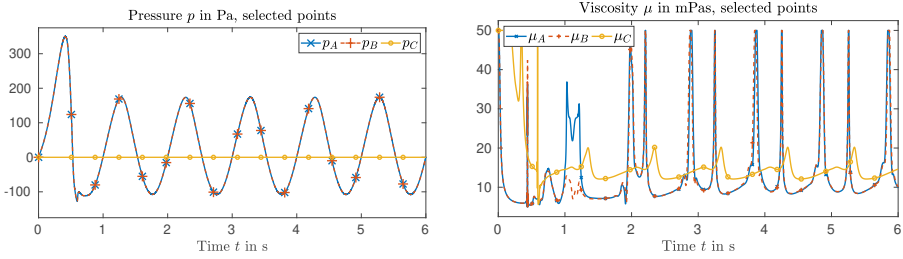 Pressure p in Pa, selected points
p_A p_B p_C
300
200
100
0
-100
0 1 2 3 4 5 6
Time t in s
Viscosity μ in mPas, selected points
μ_A μ_B μ_C
50
40
30
20
10
0 1 2 3 4 5 6
Time t in s